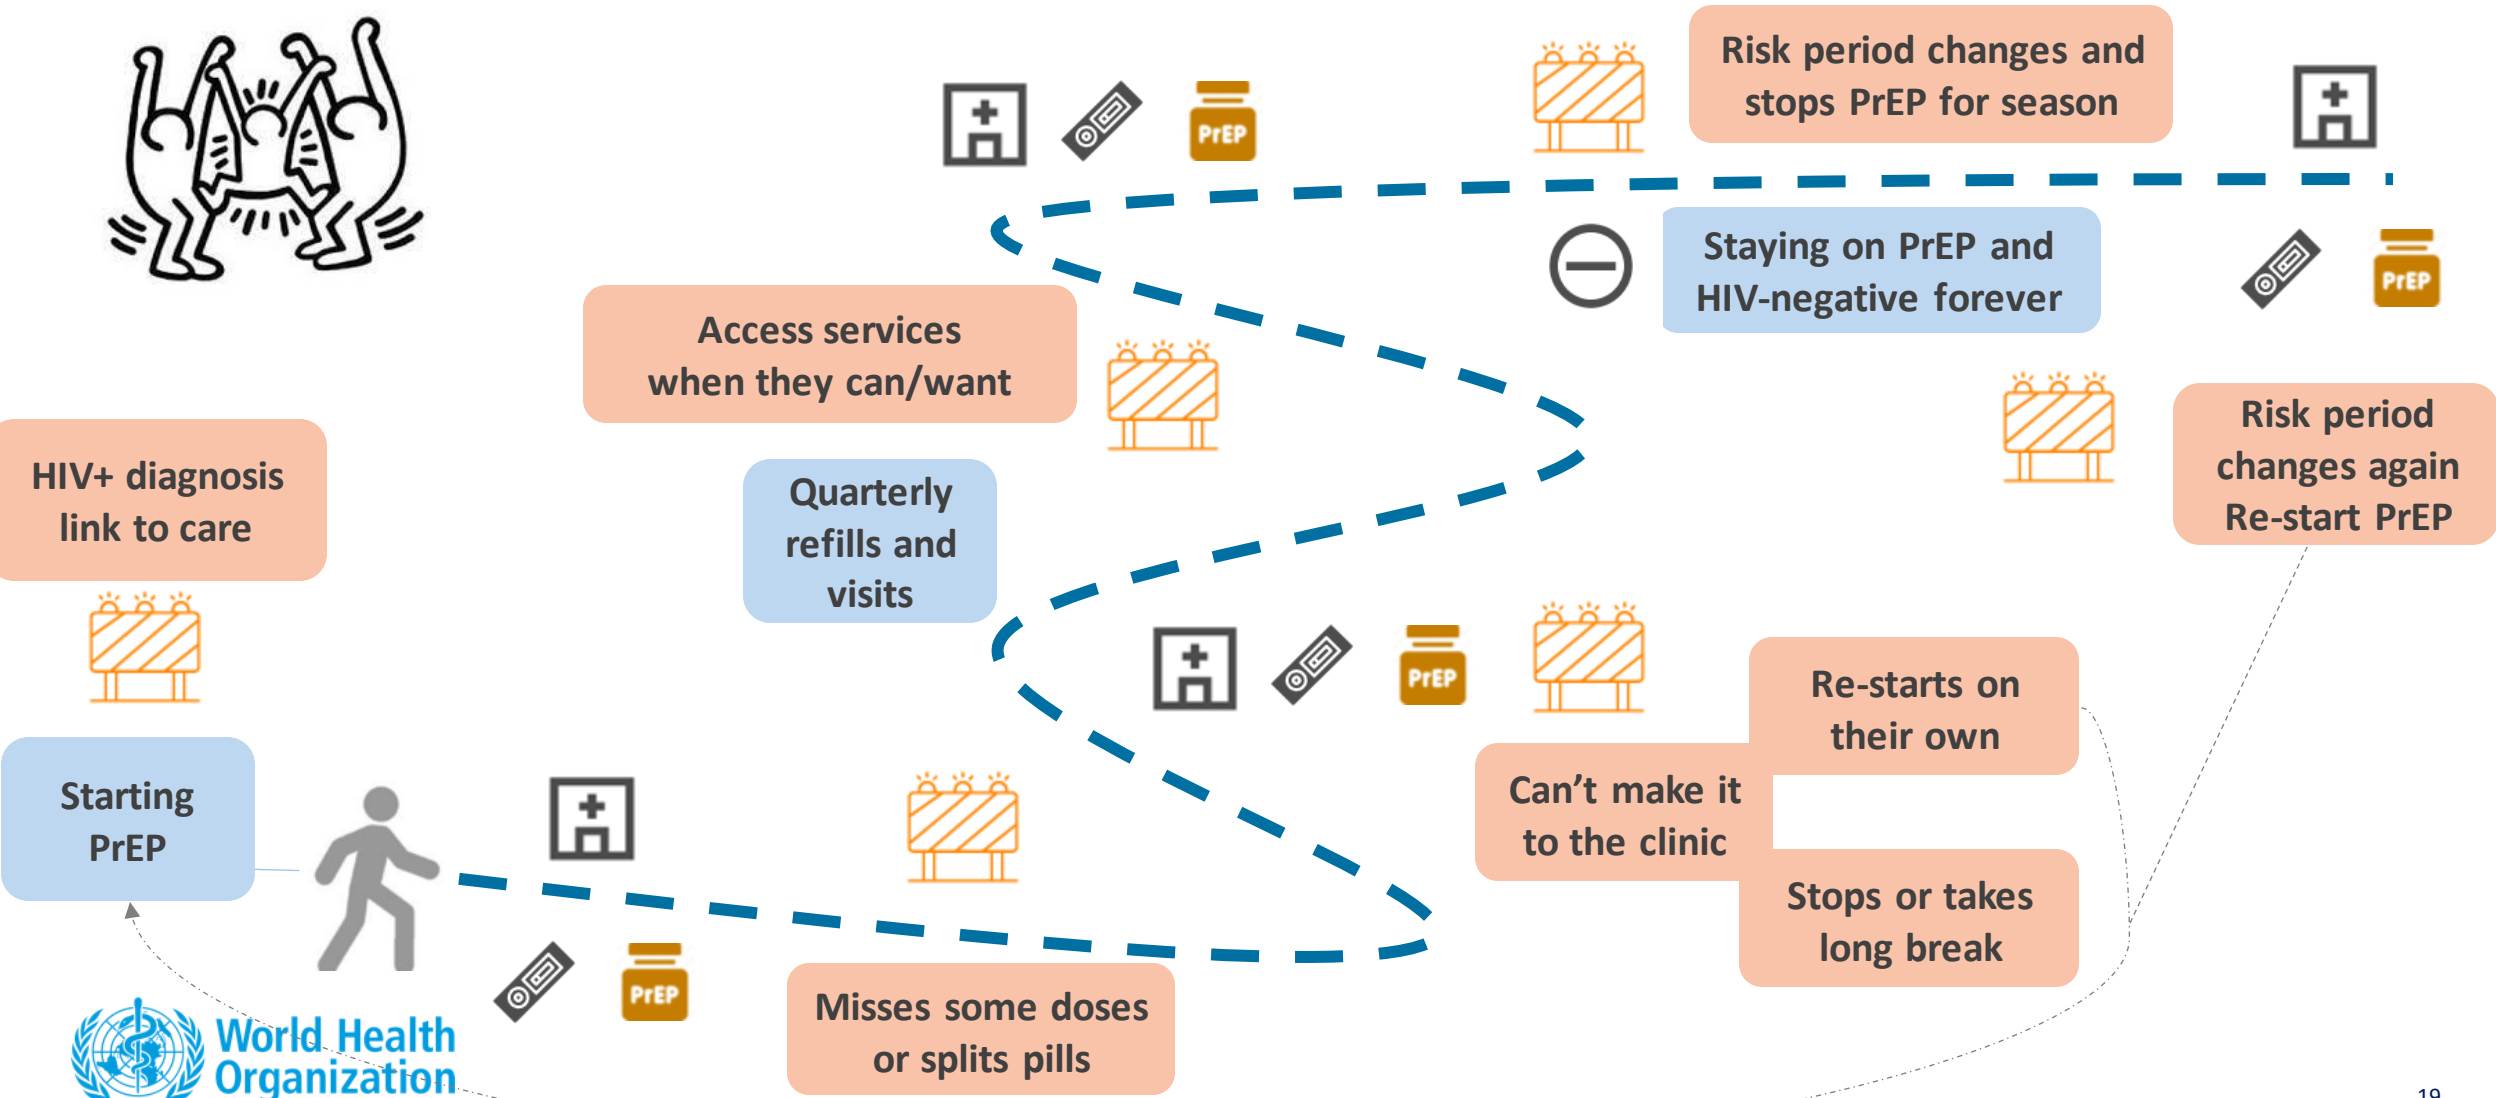 Risk period changes and
stops PrEP for season
PrEP
Staying on PrEP and
HIV-negative forever
PrEP
Access services
when they can/want
Risk period
changes again
Re-start PrEP
HIV+ diagnosis
link to care
Quarterly
refills and
visits
PrEP
Re-starts on
their own
Can't make it
to the clinic
Starting
PrEP
Stops or takes
long break
PrEP
Misses some doses
or splits pills
World Health
Organization
19